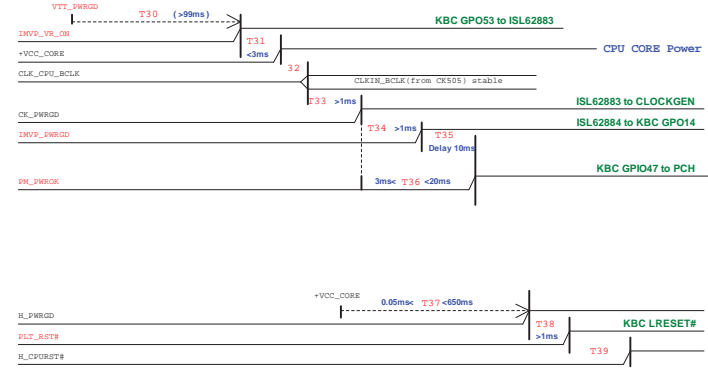 VTT_PWRGD
T30 (>99ms)
KBC GPO53 to ISL62883
IMVP_VR_ON
T31
+VCC_CORE
<3ms
CPU CORE Power
CLK_CPU_BCLK
32
CLKIN_BCLK(from CK505) stable
T33 >1ms
ISL62883 to CLOCKGEN
CK_PWRGD
T34 >1ms
ISL62884 to KBC GPO14
IMVP_PWRGD
T35
Delay 10ms
KBC GPIO47 to PCH
PM_PWROK
3ms< T36 <20ms
+VCC_CORE
0.05ms< T37 <650ms
H_PWRGD
T38
KBC LRESET#
PLT_RST#
>1ms
T39
H_CPURST#